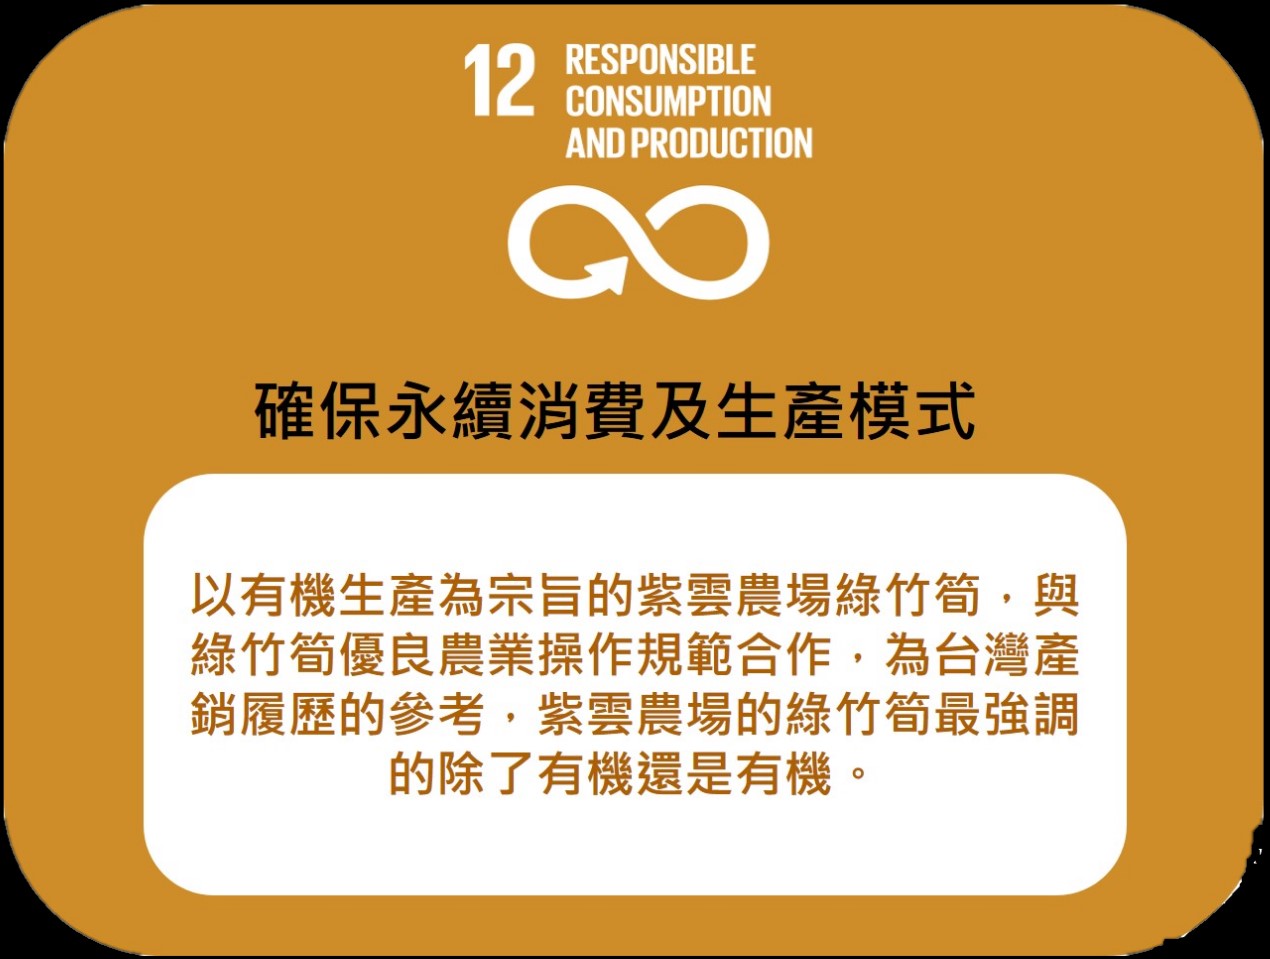 12 RESPONSIBLE
CONSUMPTION
AND PRODUCTION
確保永續消費及生產模式
以有機生產為宗旨的紫雲農場綠竹筍，與
綠竹筍優良農業操作規範合作，為台灣產
銷履歷的參考，紫雲農場的綠竹筍最強調
的除了有機還是有機。